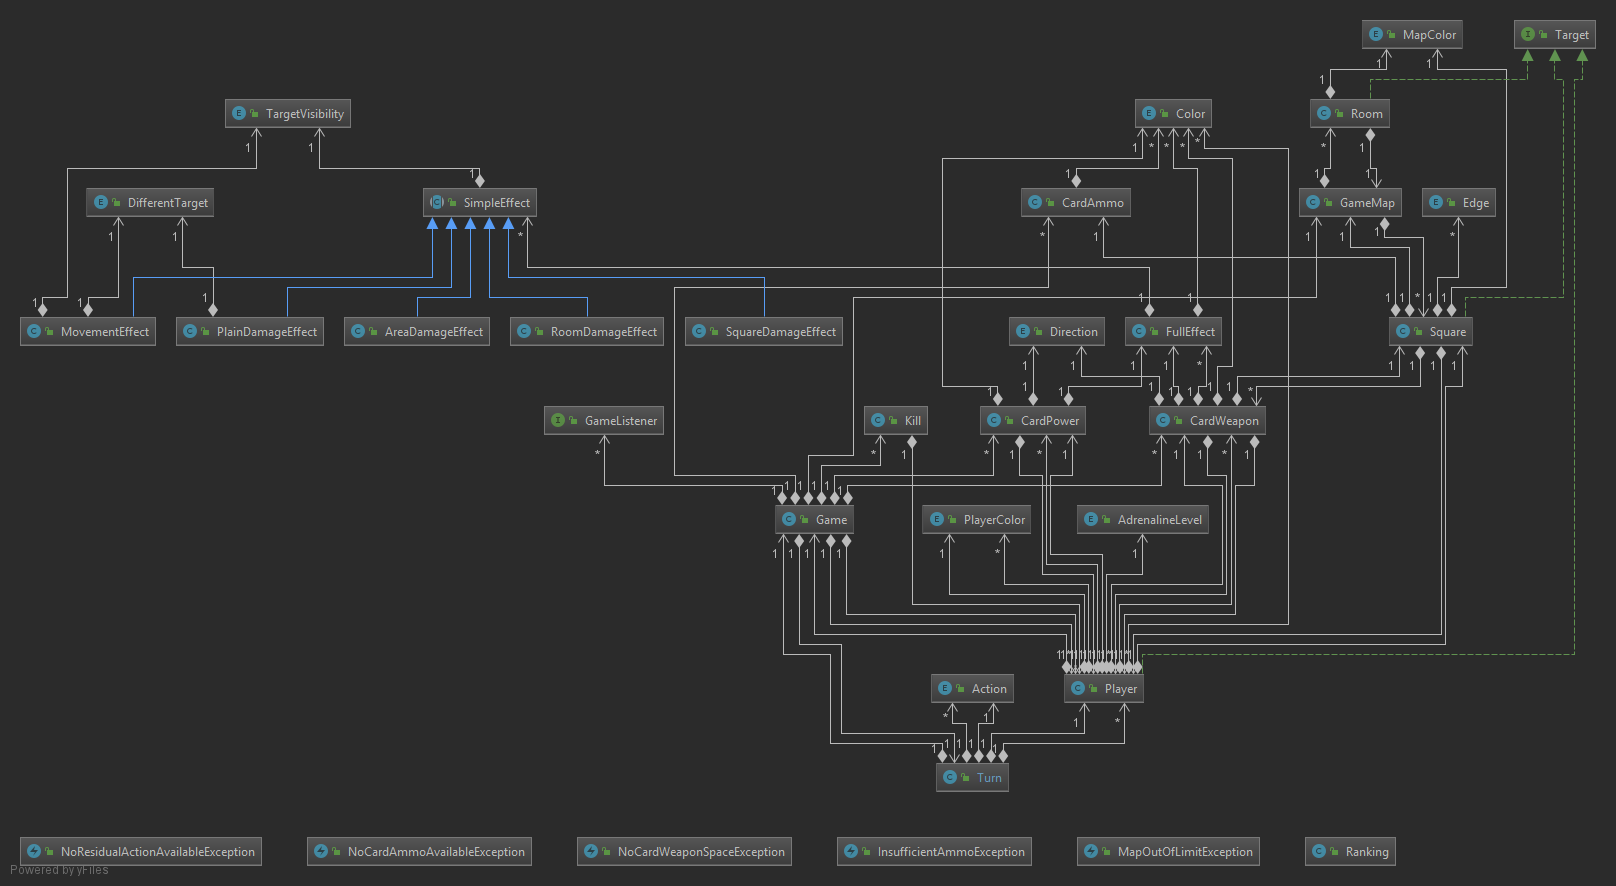 MapColor
Target
TargetVisibility
Color
Room
DifferentTarget
SimpleEffect
CardAmmo
GameMap
Edge
MovementEffect
PlainDamageEffect
AreaDamageEffect
RoomDamageEffect
SquareDamageEffect
Direction
FullEffect
Square
GameListener
Kill
CardPower
CardWeapon
Game
PlayerColor
AdrenalineLevel
Action
Player
Turn
NoResidualActionAvailableException
NoCardAmmoAvailableException
NoCardWeaponSpaceException
InsufficientAmmoException
MapOutOfLimitException
Ranking
Powered by yFiles